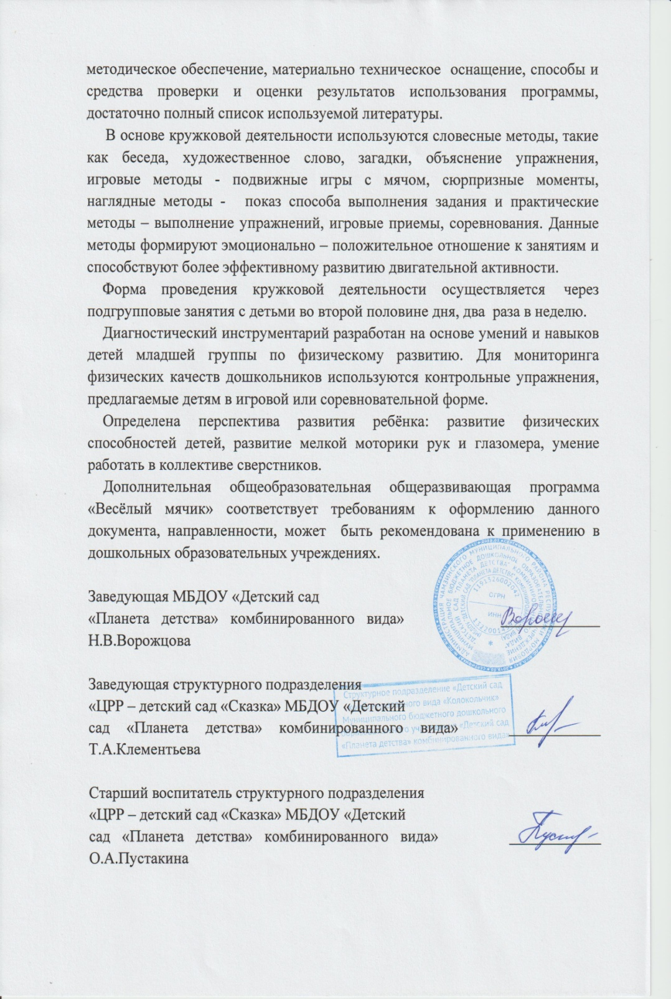 методическое обеспечение, материально техническое оснащение, способы и
средства проверки и оценки результатов использования программы,
достаточно полный список используемой литературы.
В основе кружковой деятельности используются словесные методы, такие
как беседа, художественное слово, загадки, объяснение упражнения,
игровые методы - подвижные игры с мячом, сюрпризные моменты,
наглядные методы - показ способа выполнения задания и практические
методы – выполнение упражнений, игровые приемы, соревнования. Данные
методы формируют эмоционально – положительное отношение к занятиям и
способствуют более эффективному развитию двигательной активности.
Форма проведения кружковой деятельности осуществляется через
подгрупповые занятия с детьми во второй половине дня, два раза в неделю.
Диагностический инструментарий разработан на основе умений и навыков
детей младшей группы по физическому развитию. Для мониторинга
физических качеств дошкольников используются контрольные упражнения,
предлагаемые детям в игровой или соревновательной форме.
Определена перспектива развития ребёнка: развитие физических
способностей детей, развитие мелкой моторики рук и глазомера, умение
работать в коллективе сверстников.
Дополнительная общеобразовательная общеразвивающая программа
«Весёлый мячик» соответствует требованиям к оформлению данного
документа, направленности, может быть рекомендована к применению в
дошкольных образовательных учреждениях.
Заведующая МБДОУ «Детский сад
«Планета детства» комбинированного вида»
Н.В.Ворожцова
ОГРН
1191326002042
ИНН
Заведующая структурного подразделения
«ЦРР – детский сад «Сказка» МБДОУ «Детский
сад «Планета детства» комбинированного вида»
Т.А.Клементьева
Структурное подразделение «Детский сад
вида «Колокольчик»
Муниципального бюджетного дошкольного
«Детский сад
«Планета детства» комбинированного вида»
Старший воспитатель структурного подразделения
«ЦРР – детский сад «Сказка» МБДОУ «Детский
сад «Планета детства» комбинированного вида»
О.А.Пустакина